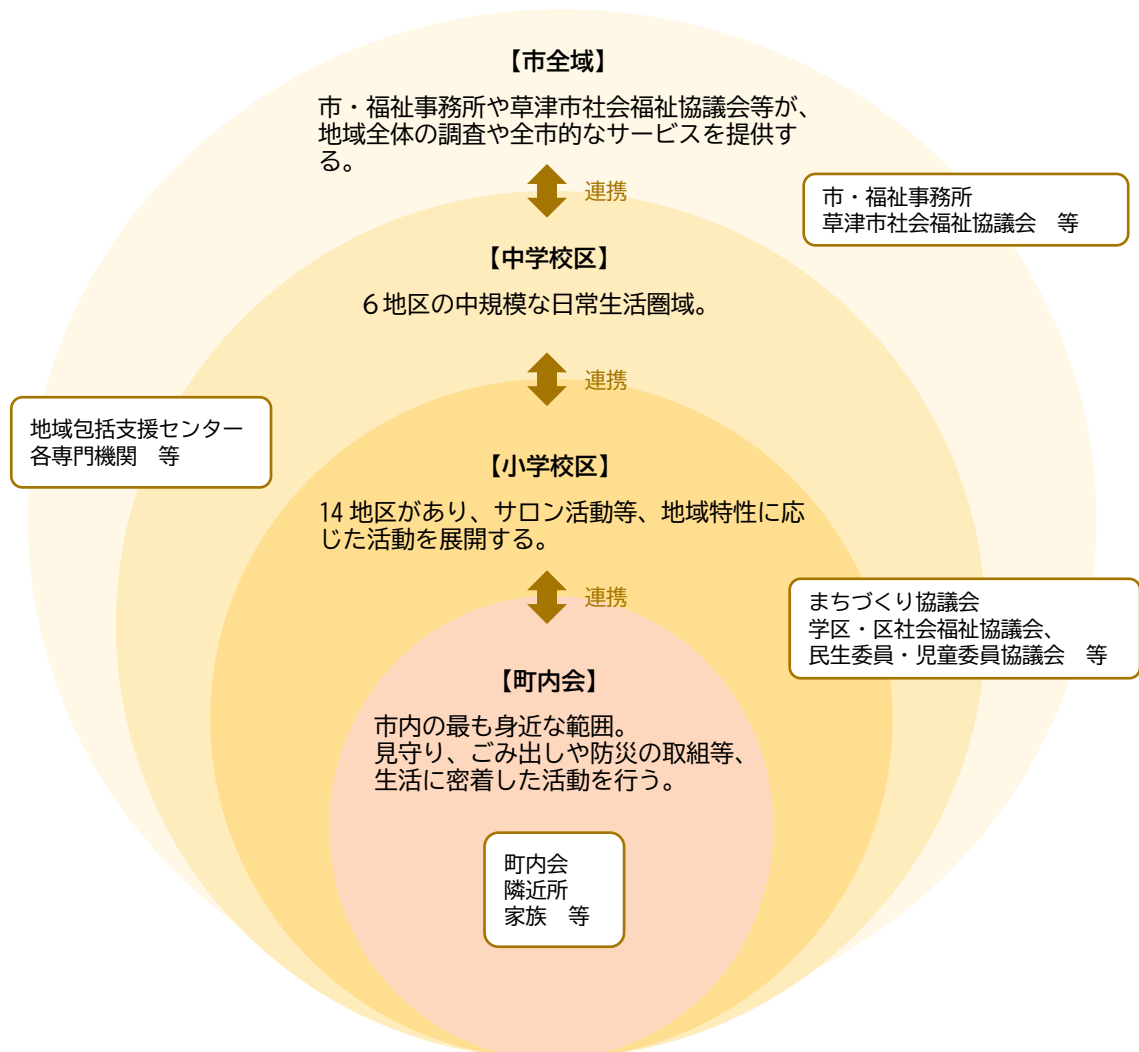 【市全域】
市・福祉事務所や草津市社会福祉協議会等が、
地域全体の調査や全市的なサービスを提供す
る。
連携
市・福祉事務所
草津市社会福祉協議会　等
【中学校区】
６地区の中規模な日常生活圏域。
連携
地域包括支援センター
各専門機関　等
【小学校区】
14 地区があり、サロン活動等、地域特性に応
じた活動を展開する。
連携
まちづくり協議会
学区・区社会福祉協議会、
民生委員・児童委員協議会　等
【町内会】
市内の最も身近な範囲。
見守り、ごみ出しや防災の取組等、
生活に密着した活動を行う。
町内会
隣近所
家族　等